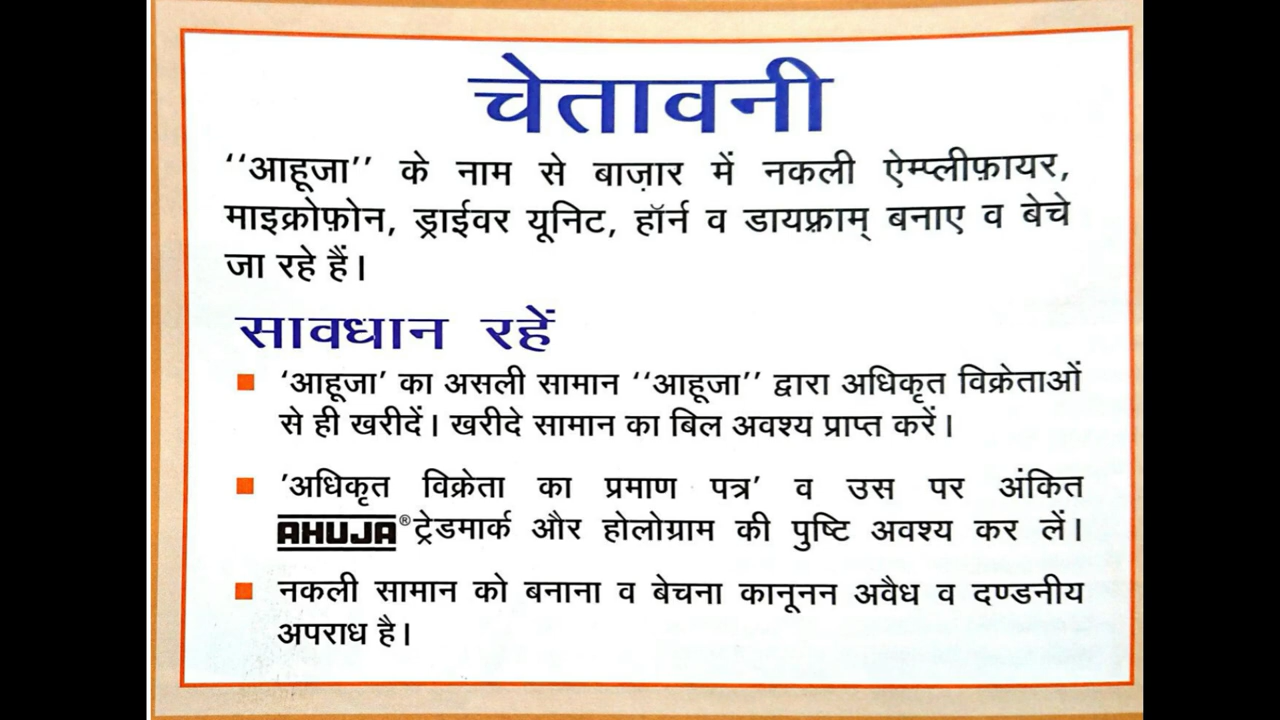 चेतावनी
‘‘आहूजा’’ के नाम से बाज़ार में नकली ऐम्प्लीफ़ायर,
माइक्रोफ़ोन, ड्राईवर यूनिट, हॉर्न व डायफ़्राम् बनाए व बेचे
जा रहे हैं।
सावधान रहें
■ ‘आहूजा’ का असली सामान ‘‘आहूजा’’ द्वारा अधिकृत विक्रेताओं
से ही खरीदें। खरीदे सामान का बिल अवश्य प्राप्त करें।
■ ’अधिकृत विक्रेता का प्रमाण पत्र’ व उस पर अंकित
AHUJA® ट्रेडमार्क और होलोग्राम की पुष्टि अवश्य कर लें।
■ नकली सामान को बनाना व बेचना कानूनन अवैध व दण्डनीय
अपराध है।